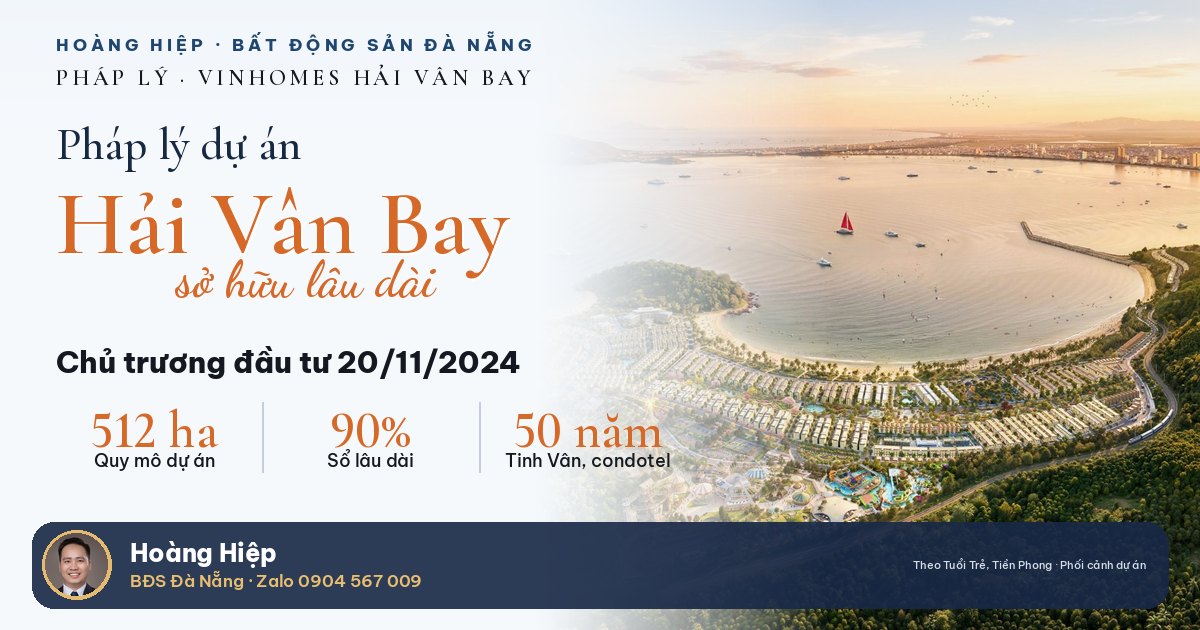 HOÀNG HIỆP · BẤT ĐỘNG SẢN ĐÀ NẴNG
PHÁP LÝ · VINHOMES HẢI VÂN BAY
Pháp lý dự án
Hải Vân Bay
sở hữu lâu dài
Chủ trương đầu tư 20/11/2024
512 ha
Quy mô dự án
90%
Sổ lâu dài
50 năm
Tinh Vân, condotel
Hoàng Hiệp
BĐS Đà Nẵng · Zalo 0904 567 009
Theo Tuổi Trẻ, Tiền Phong · Phối cảnh dự án